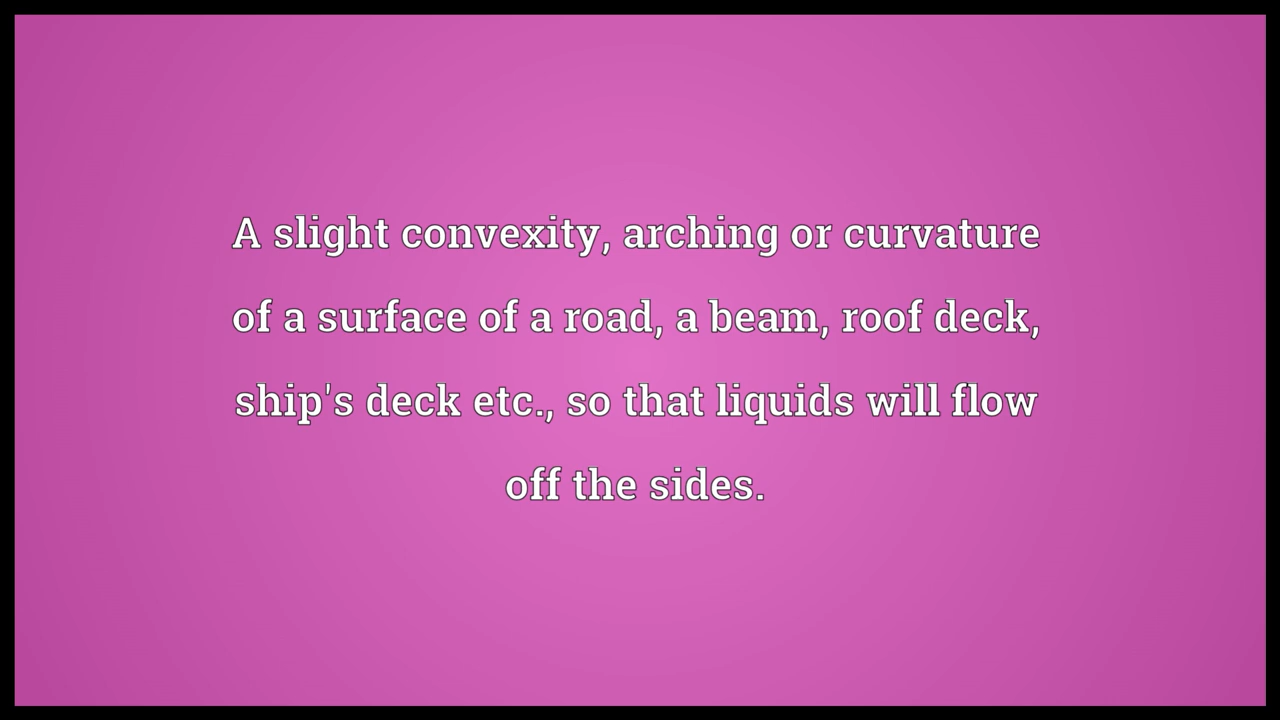 A slight convexity, arching or curvature
of a surface of a road, a beam, roof deck,
ship's deck etc., so that liquids will flow
off the sides.